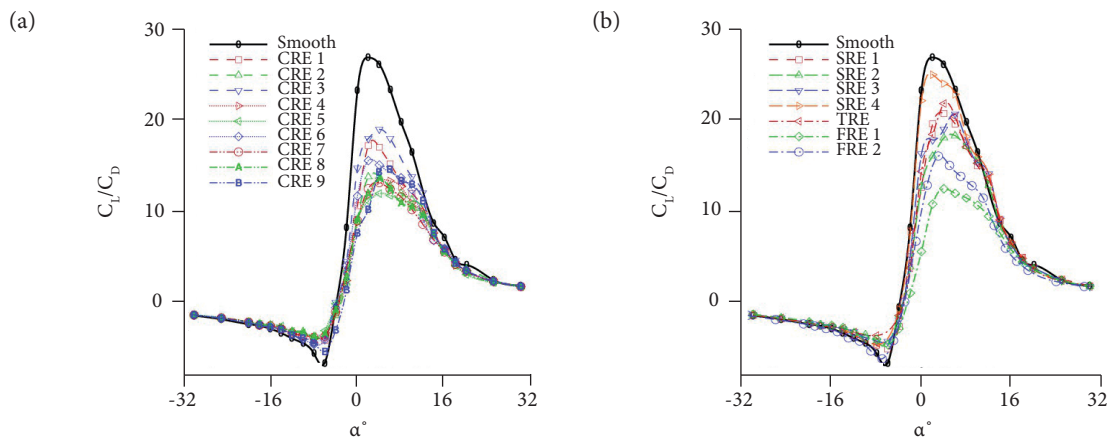 (a)
30
20
10
0
C_L/C_D
Smooth
CRE 1
CRE 2
CRE 3
CRE 4
CRE 5
CRE 6
CRE 7
CRE 8
CRE 9
-32 -16 0 16 32
α°
(b)
30
20
10
0
C_L/C_D
Smooth
SRE 1
SRE 2
SRE 3
SRE 4
TRE
FRE 1
FRE 2
-32 -16 0 16 32
α°